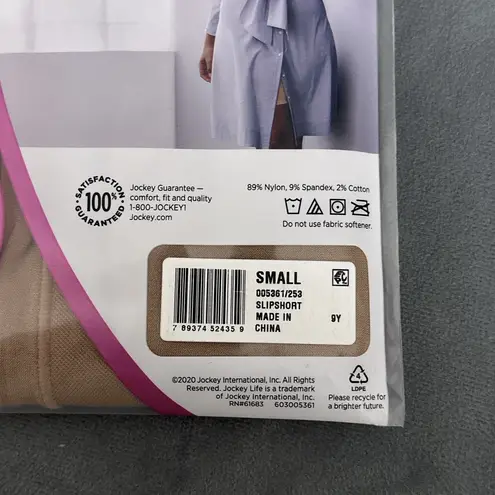 SATISFACTION
100%
GUARANTEED
Jockey Guarantee —
comfort, fit and quality
1-800-JOCKEY1
Jockey.com
89% Nylon, 9% Spandex, 2% Cotton
Do not use fabric softener.
SMALL
005361/253
SLIPSHORT
MADE IN
CHINA
9Y
7 89374 52435 9
4
LDPE
Please recycle for
a brighter future.
©2020 Jockey International, Inc. All Rights
Reserved. Jockey Life is a trademark
of Jockey International, Inc.
RN#61683 603005361